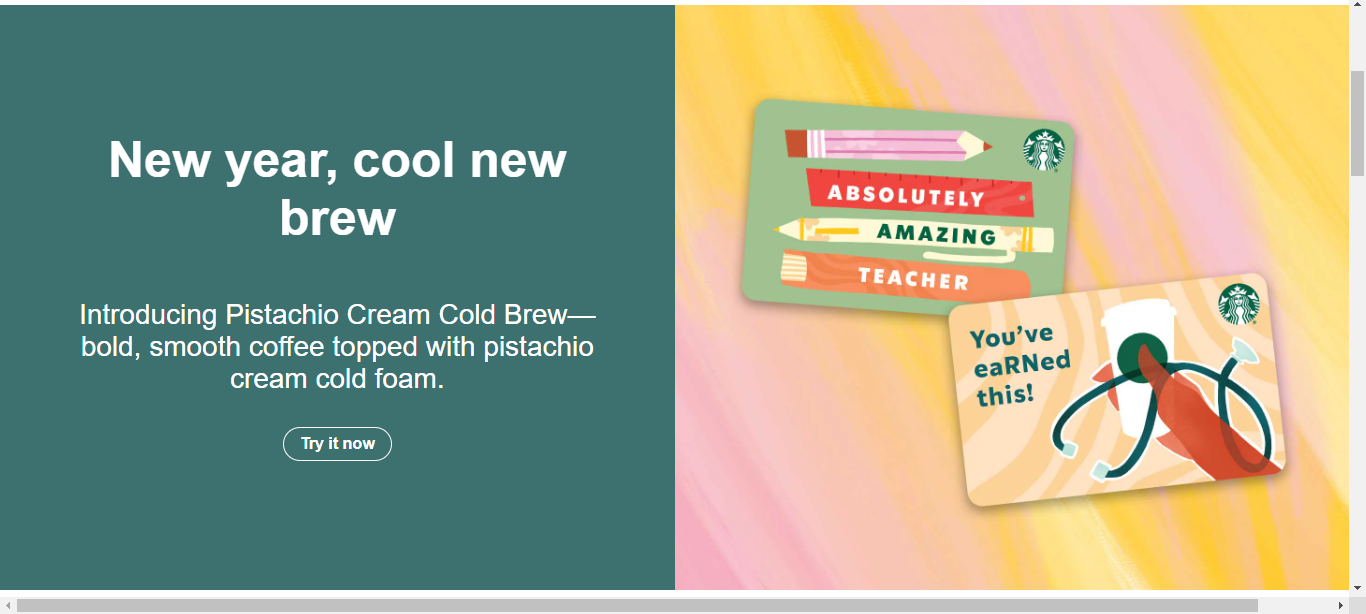 New year, cool new
brew
Introducing Pistachio Cream Cold Brew—
bold, smooth coffee topped with pistachio
cream cold foam.
Try it now
ABSOLUTELY
AMAZING
TEACHER
You've
eaRNed
this!